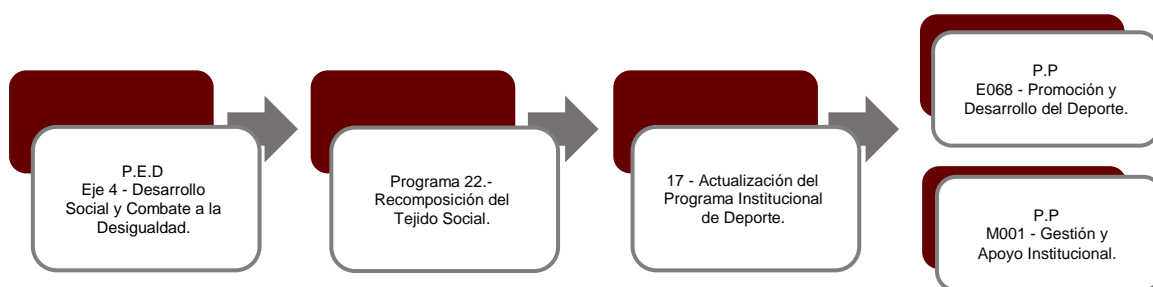 P.E.D
Eje 4 - Desarrollo
Social y Combate a la
Desigualdad.
Programa 22.-
Recomposición del
Tejido Social.
17 - Actualización del
Programa Institucional
de Deporte.
P.P
E068 - Promoción y
Desarrollo del Deporte.
P.P
M001 - Gestión y
Apoyo Institucional.